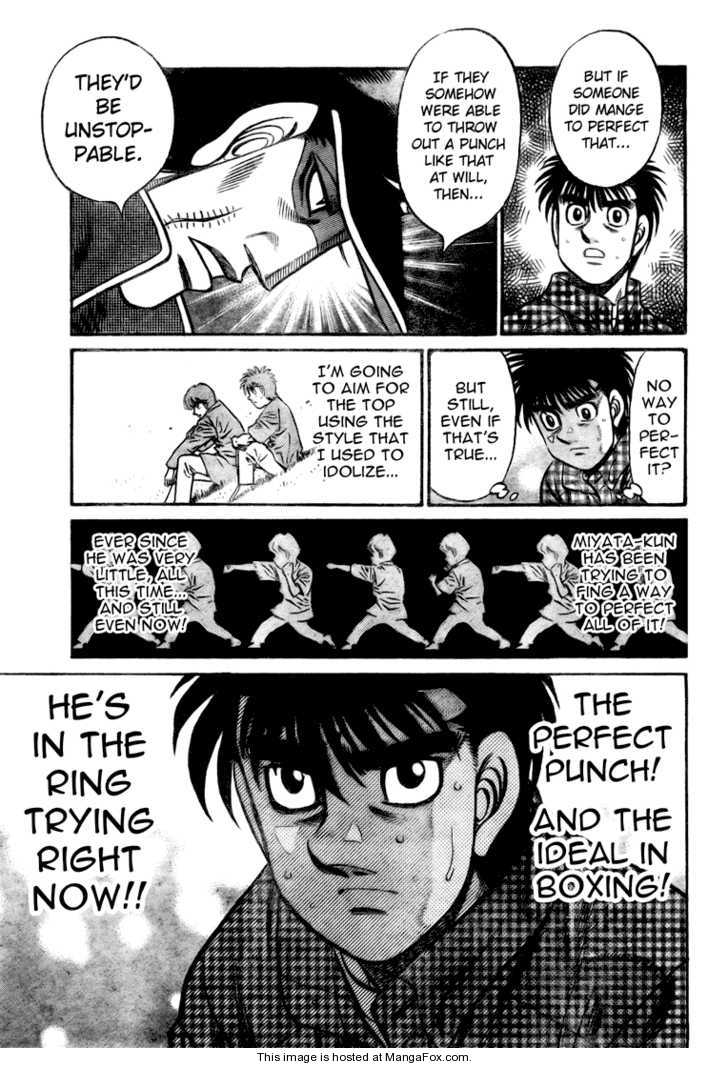 BUT IF
SOMEONE
DID MANGE
TO PERFECT
THAT...
IF THEY
SOMEHOW
WERE ABLE
TO THROW
OUT A PUNCH
LIKE THAT
AT WILL,
THEN...
THEY'D
BE
UNSTOP-
PABLE.
NO
WAY
TO
PER-
FECT
IT?
BUT
STILL,
EVEN IF
THAT'S
TRUE...
I'M GOING
TO AIM FOR
THE TOP
USING THE
STYLE THAT
I USED TO
IDOLIZE...
MIYATA-KUN
HAS BEEN
TRYING TO
FING A WAY
TO PERFECT
ALL OF IT!
EVER SINCE
HE WAS VERY
LITTLE, ALL
THIS TIME...
AND STILL
EVEN NOW!
THE
PERFECT
PUNCH!
AND THE
IDEAL IN
BOXING!
HE'S
IN THE
RING
TRYING
RIGHT
NOW!!
This image is hosted at MangaFox.com.